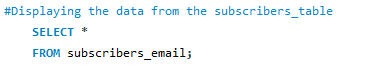 #Displaying the data from the subscribers_table
SELECT *
FROM subscribers_email;